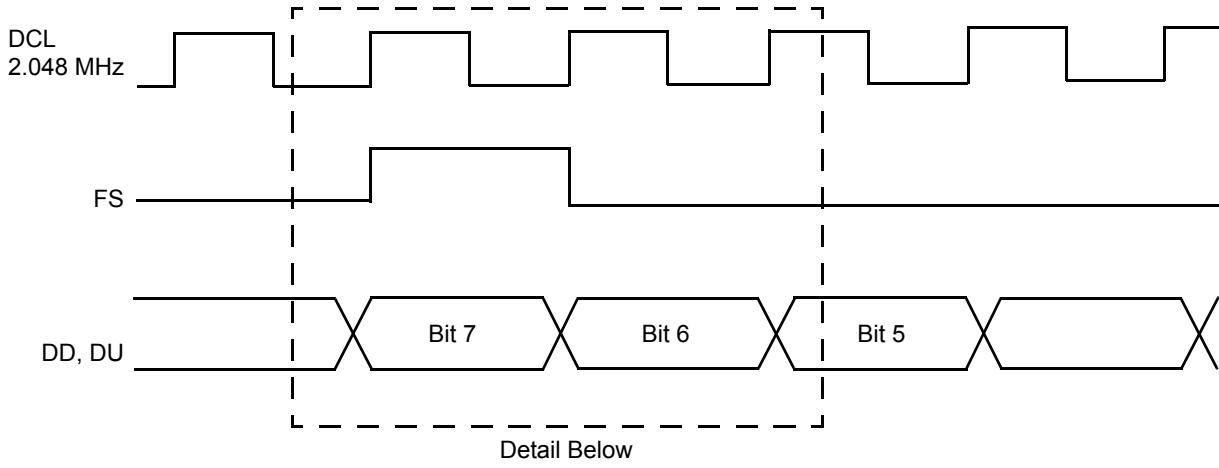 DCL
2.048 MHz
FS
DD, DU
Bit 7
Bit 6
Bit 5
Detail Below